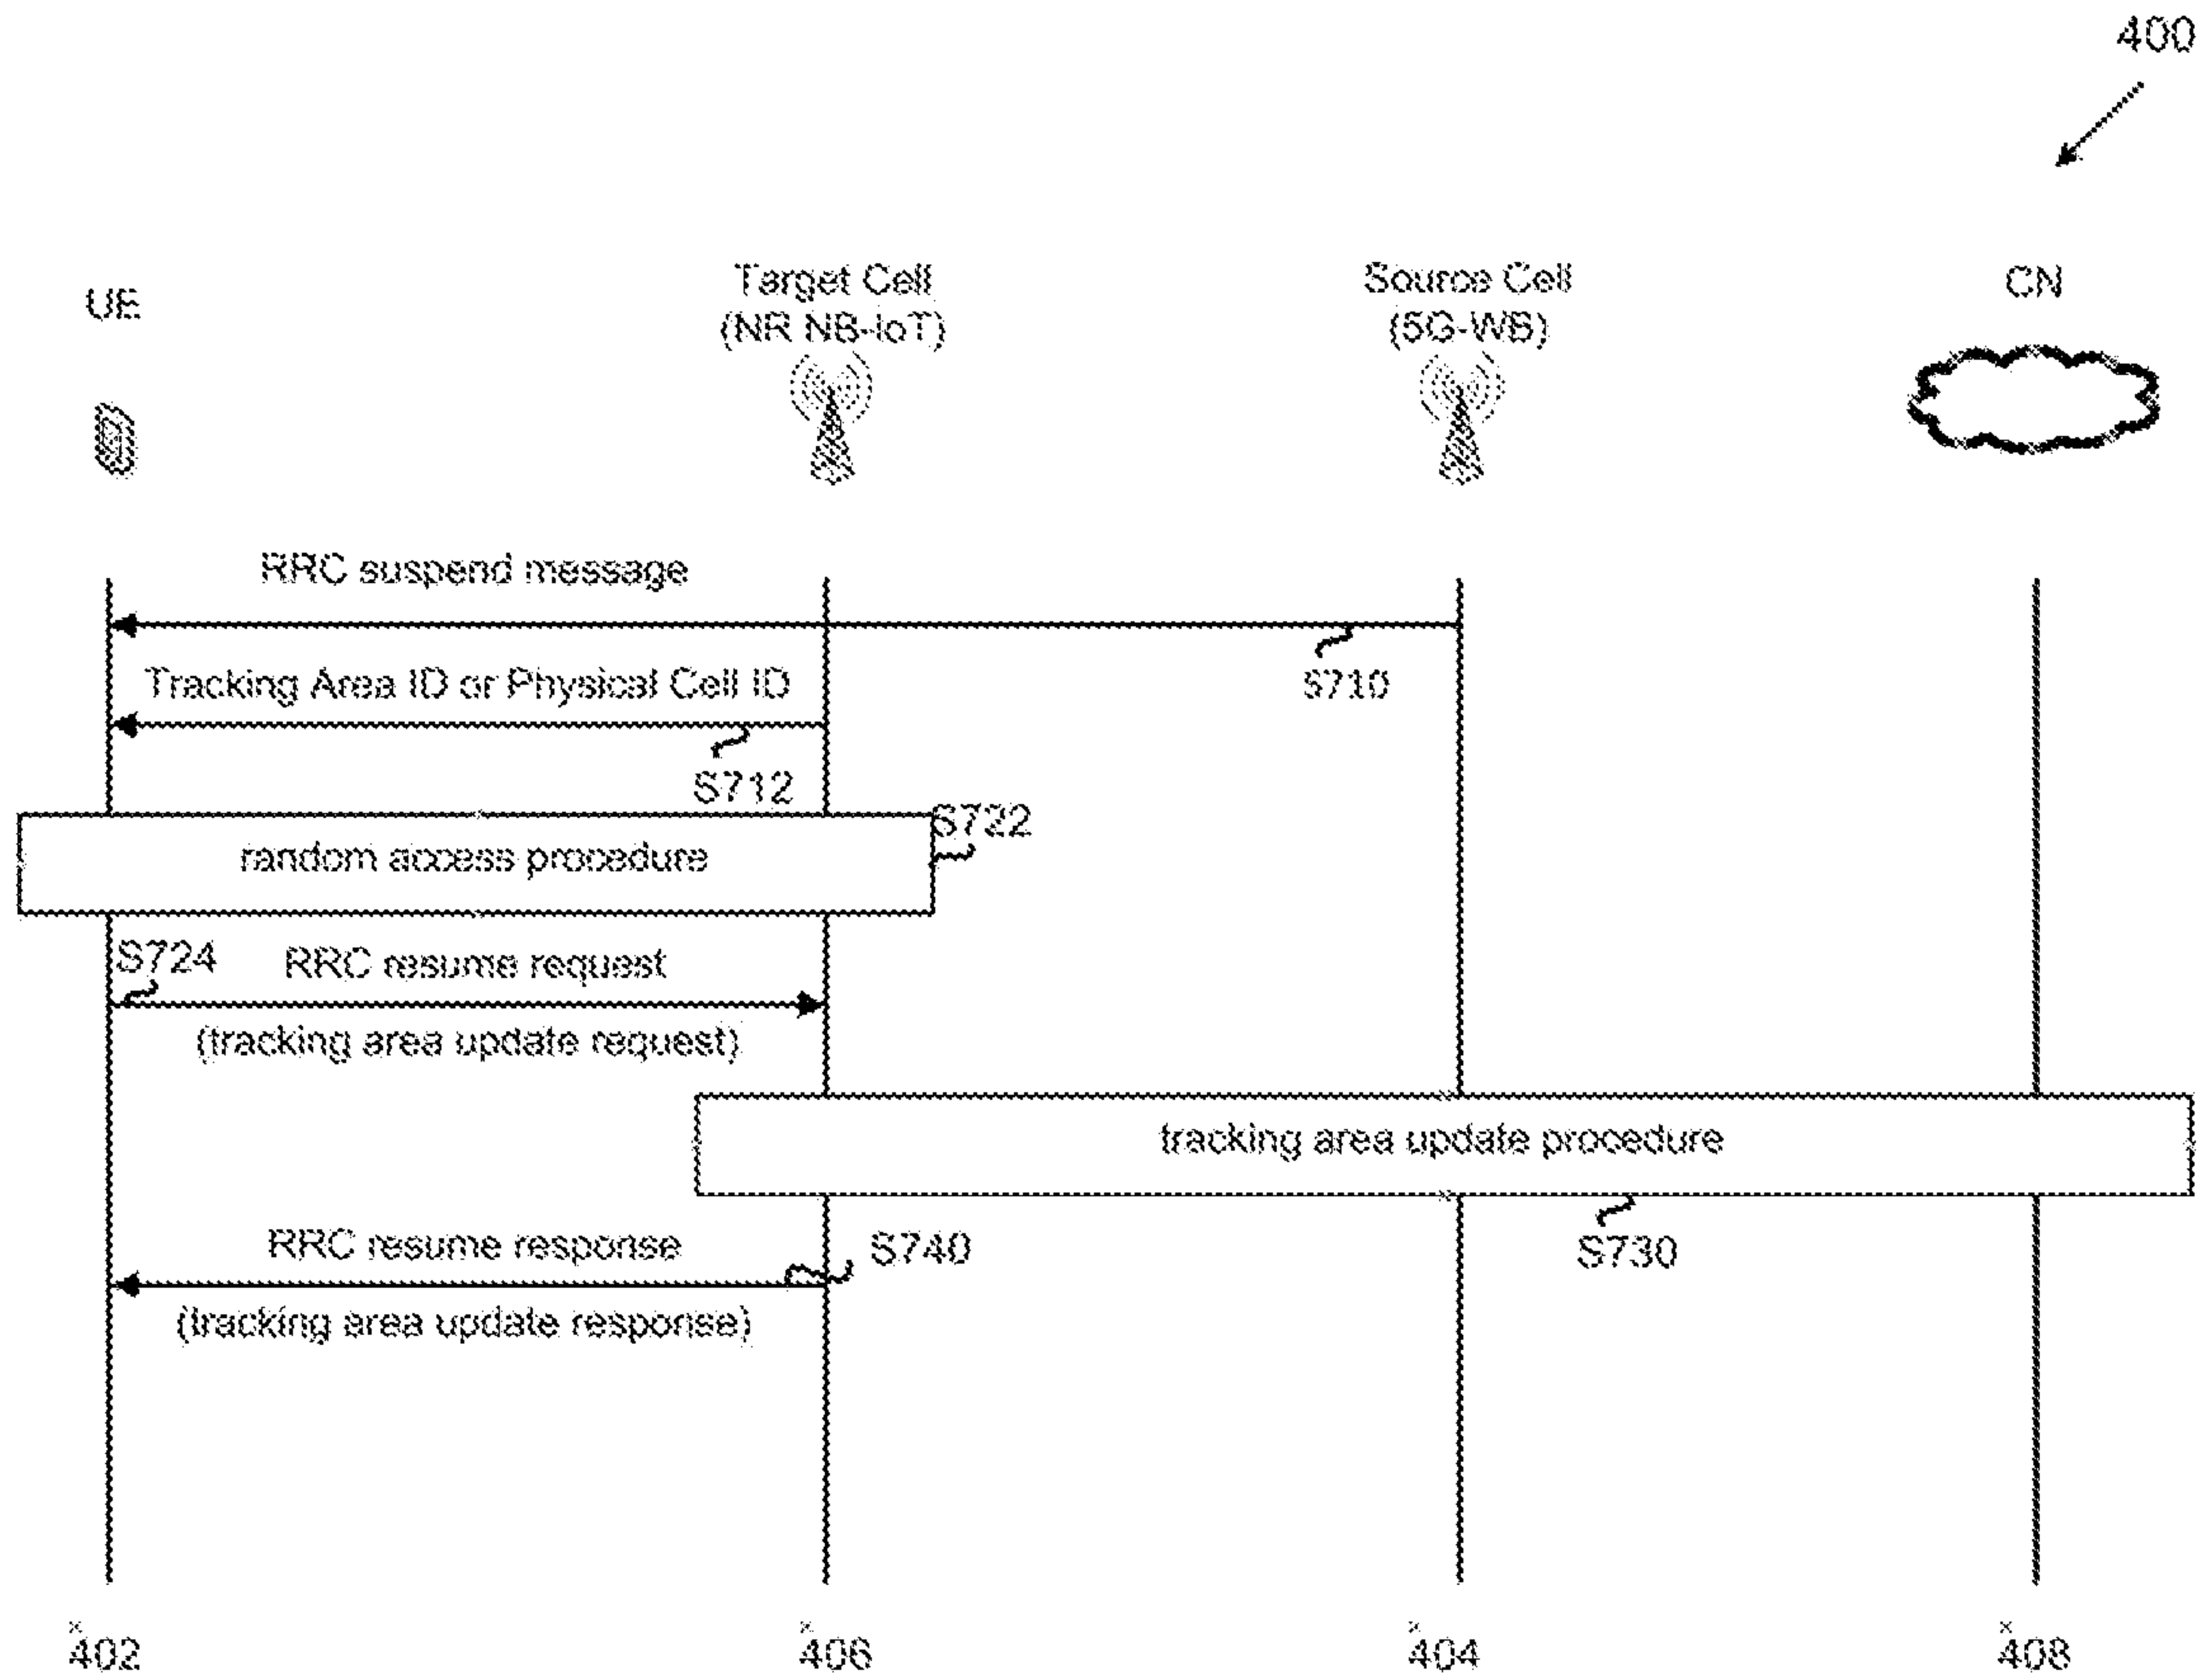 400
UE
Target Cell
(NR NB-IoT)
Source Cell
(5G-WB)
CN
RRC suspend message
S710
Tracking Area ID or Physical Cell ID
S712
random access procedure
S722
S724
RRC resume request
(tracking area update request)
tracking area update procedure
S730
RRC resume response
S740
(tracking area update response)
402
406
404
408